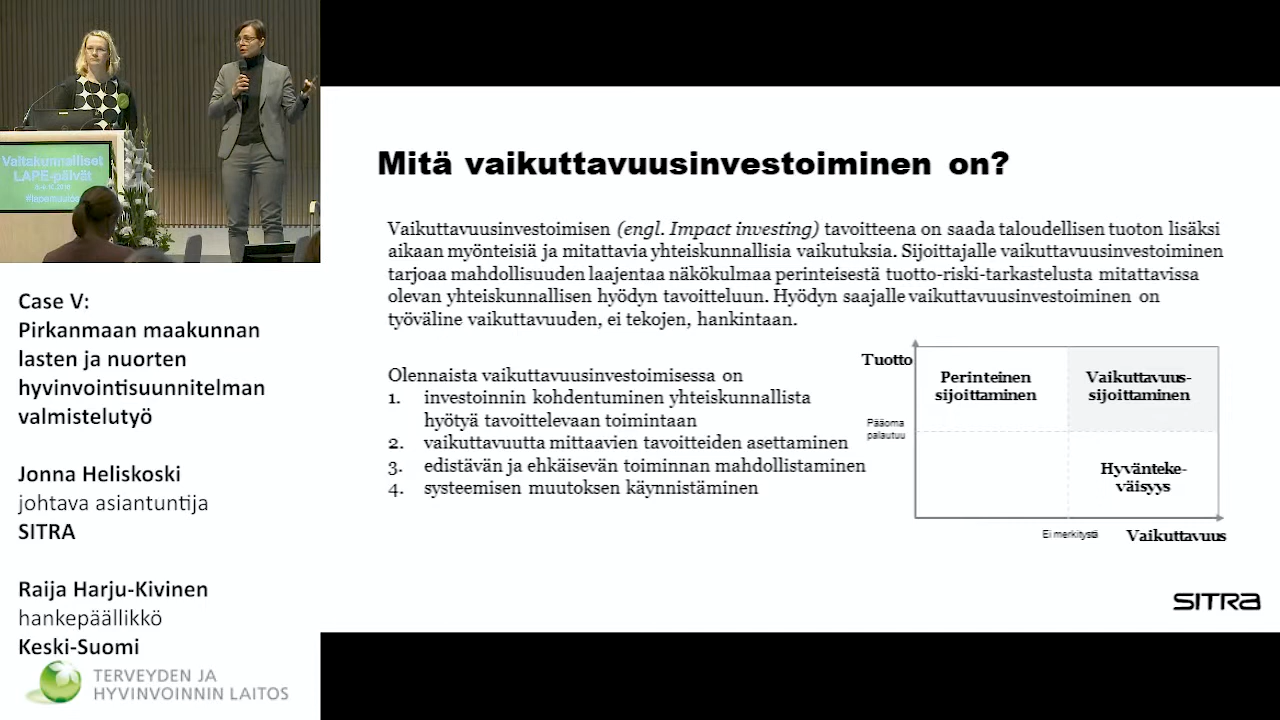 Valtakunnalliset
LAPE-päivät
Case V:
Pirkanmaan maakunnan
lasten ja nuorten
hyvinvointisuunnitelman
valmistelutyö
Jonna Heliskoski
johtava asiantuntija
SITRA
Raija Harju-Kivinen
hankepäällikkö
Keski-Suomi
TERVEYDEN JA
HYVINVOINNIN LAITOS
Mitä vaikuttavuusinvestoiminen on?
Vaikuttavuusinvestoimisen (engl. Impact investing) tavoitteena on saada taloudellisen tuoton lisäksi
aikaan myönteisiä ja mitattavia yhteiskunnallisia vaikutuksia. Sijoittajalle vaikuttavuusinvestoiminen
tarjoaa mahdollisuuden laajentaa näkökulmaa perinteisestä tuotto-riski-tarkastelusta mitattavissa
olevan yhteiskunnallisen hyödyn tavoitteluun. Hyödyn saajalle vaikuttavuusinvestoiminen on
työväline vaikuttavuuden, ei tekojen, hankintaan.
Olennaista vaikuttavuusinvestoimisessa on
1. investoinnin kohdentuminen yhteiskunnallista
hyötyä tavoittelevaan toimintaan
2. vaikuttavuutta mittaavien tavoitteiden asettaminen
3. edistävän ja ehkäisevän toiminnan mahdollistaminen
4. systeemisen muutoksen käynnistäminen
Tuotto
Perinteinen
sijoittaminen
Vaikuttavuus-
sijoittaminen
Pääoma
palautuu
Hyvänteke-
väisyys
Ei merkitystä
Vaikuttavuus
SITRA